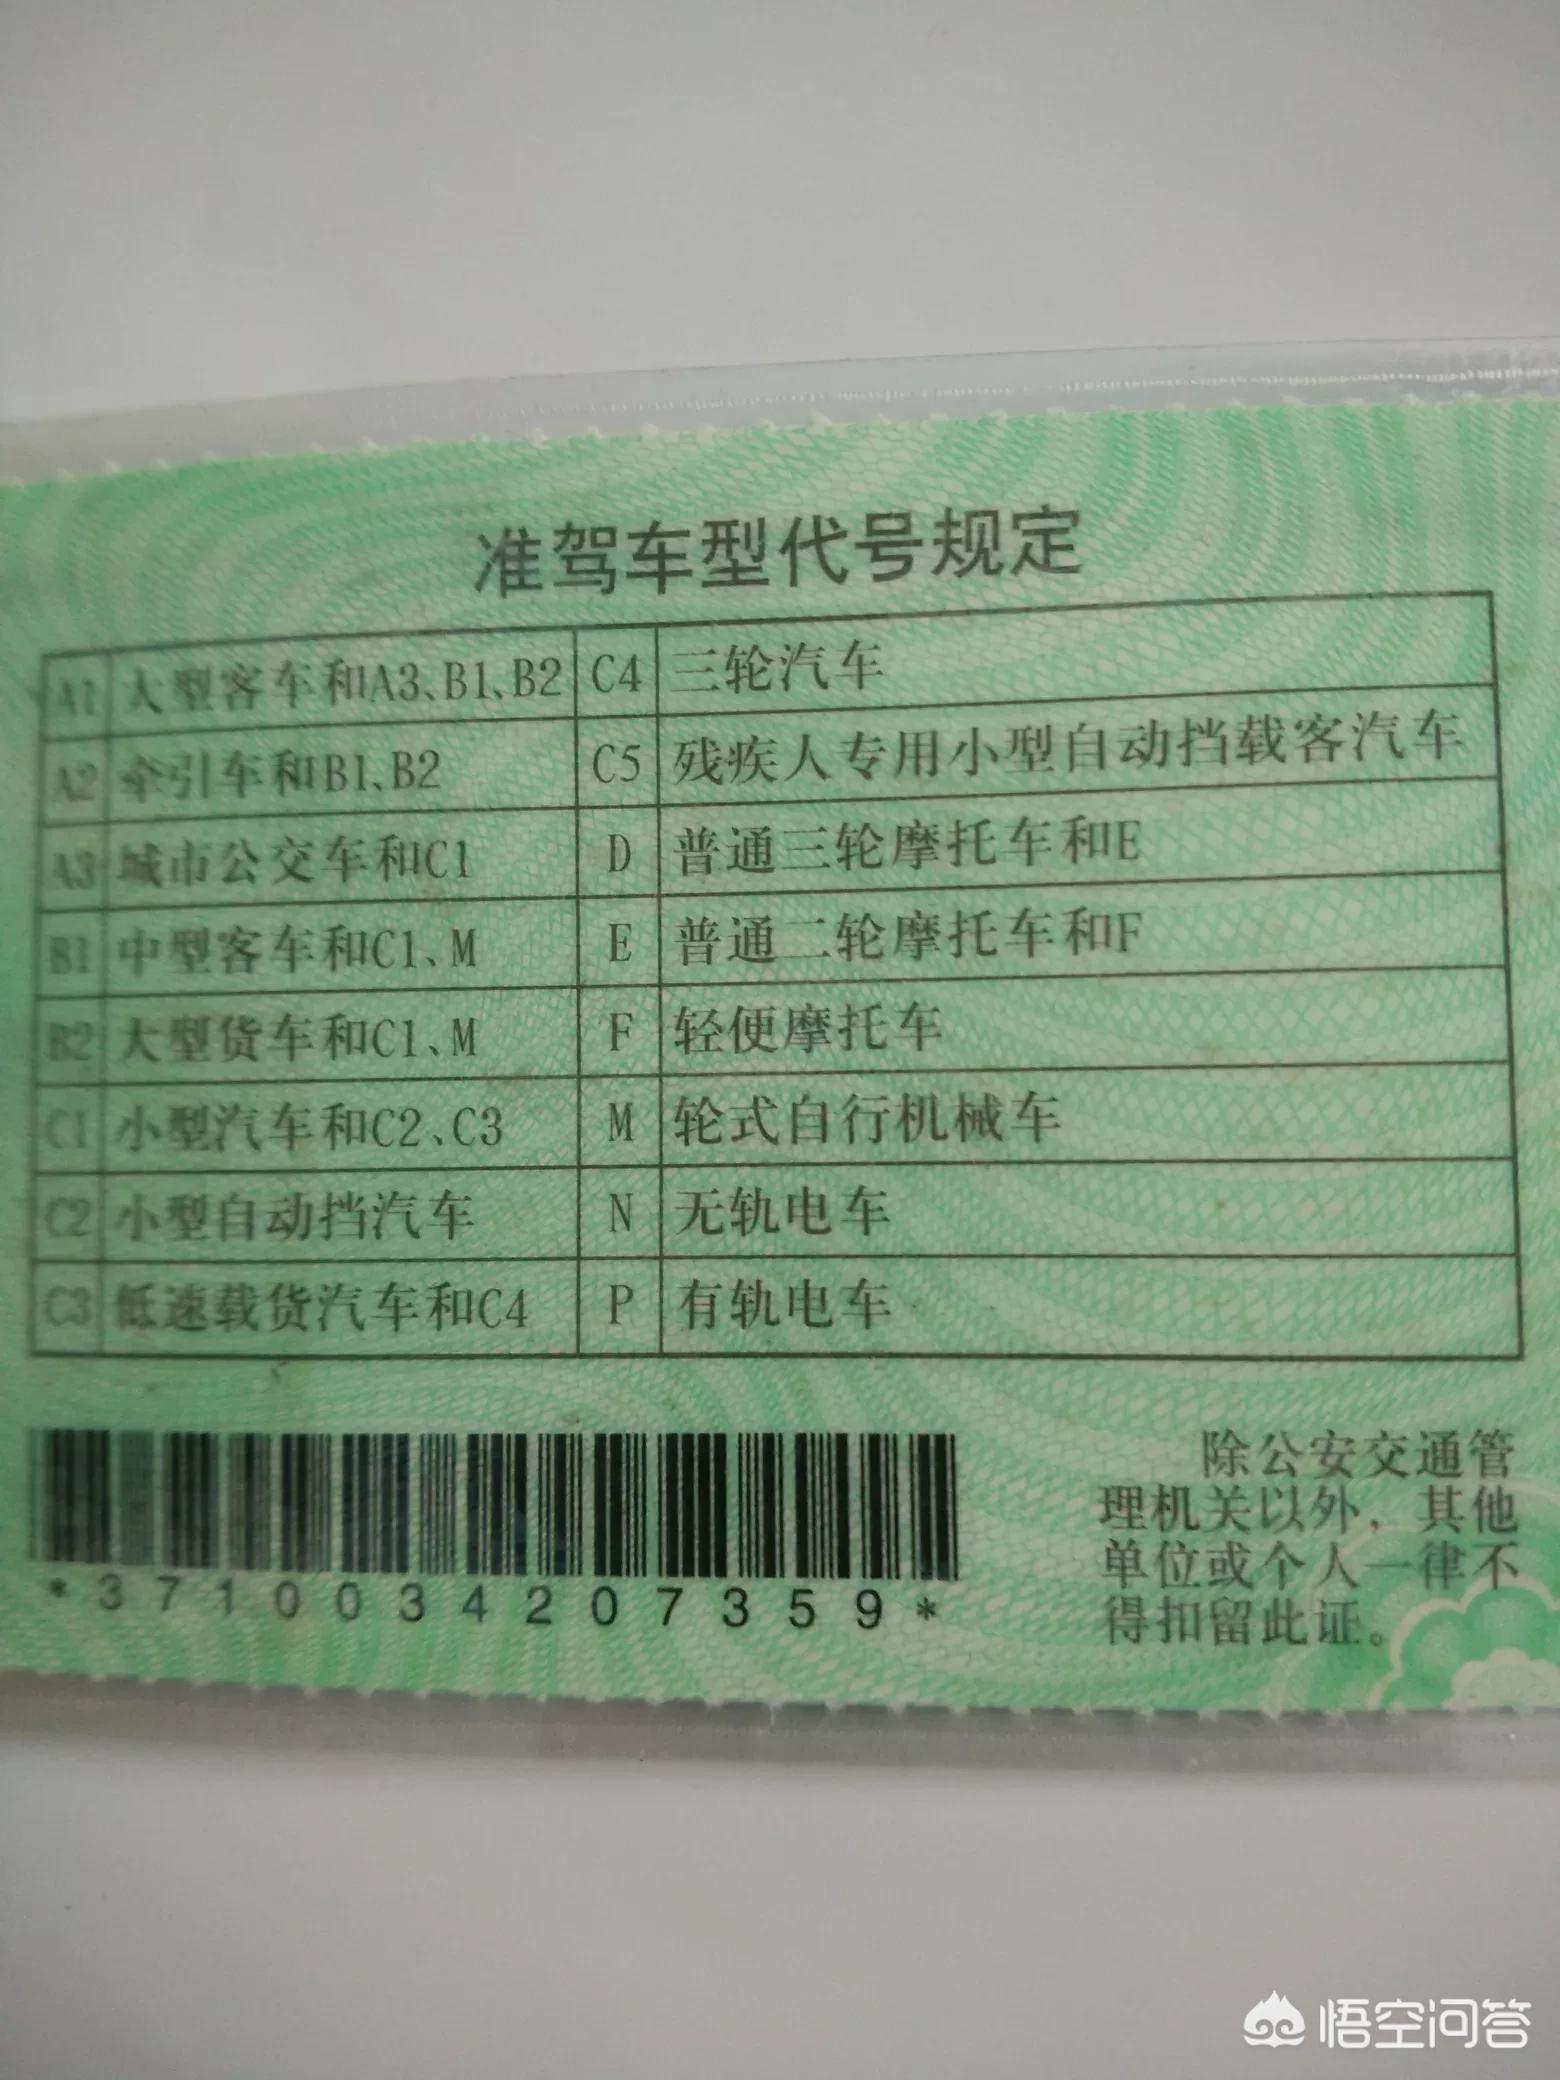 准驾车型代号规定
A1 大型客车和A3、B1、B2 C4 三轮汽车
A2 牵引车和B1、B2 C5 残疾人专用小型自动挡载客汽车
A3 城市公交车和C1 D 普通三轮摩托车和E
B1 中型客车和C1、M E 普通二轮摩托车和F
B2 大型货车和C1、M F 轻便摩托车
C1 小型汽车和C2、C3 M 轮式自行机械车
C2 小型自动挡汽车 N 无轨电车
C3 低速载货汽车和C4 P 有轨电车
*3710034207359*
除公安交通管
理机关以外，其他
单位或个人一律不
得扣留此证。
悟空问答